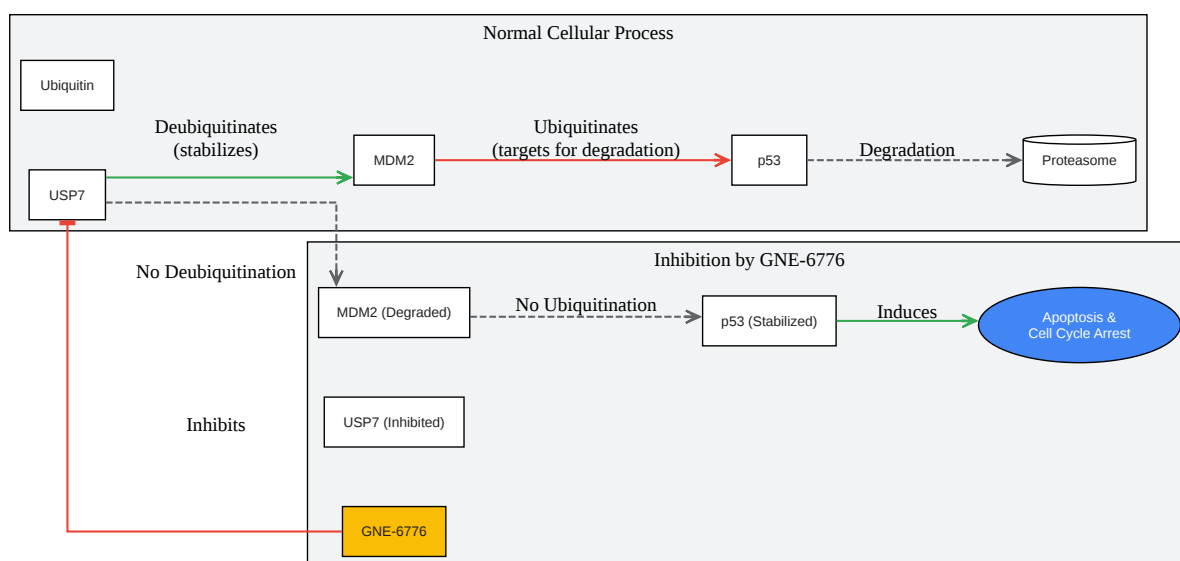 Normal Cellular Process
Ubiquitin
Deubiquitinates
(stabilizes)
MDM2
Ubiquitinates
(targets for degradation)
p53
Degradation
Proteasome
USP7
No Deubiquitination
Inhibition by GNE-6776
MDM2 (Degraded)
No Ubiquitination
p53 (Stabilized)
Induces
Apoptosis &
Cell Cycle Arrest
USP7 (Inhibited)
Inhibits
GNE-6776